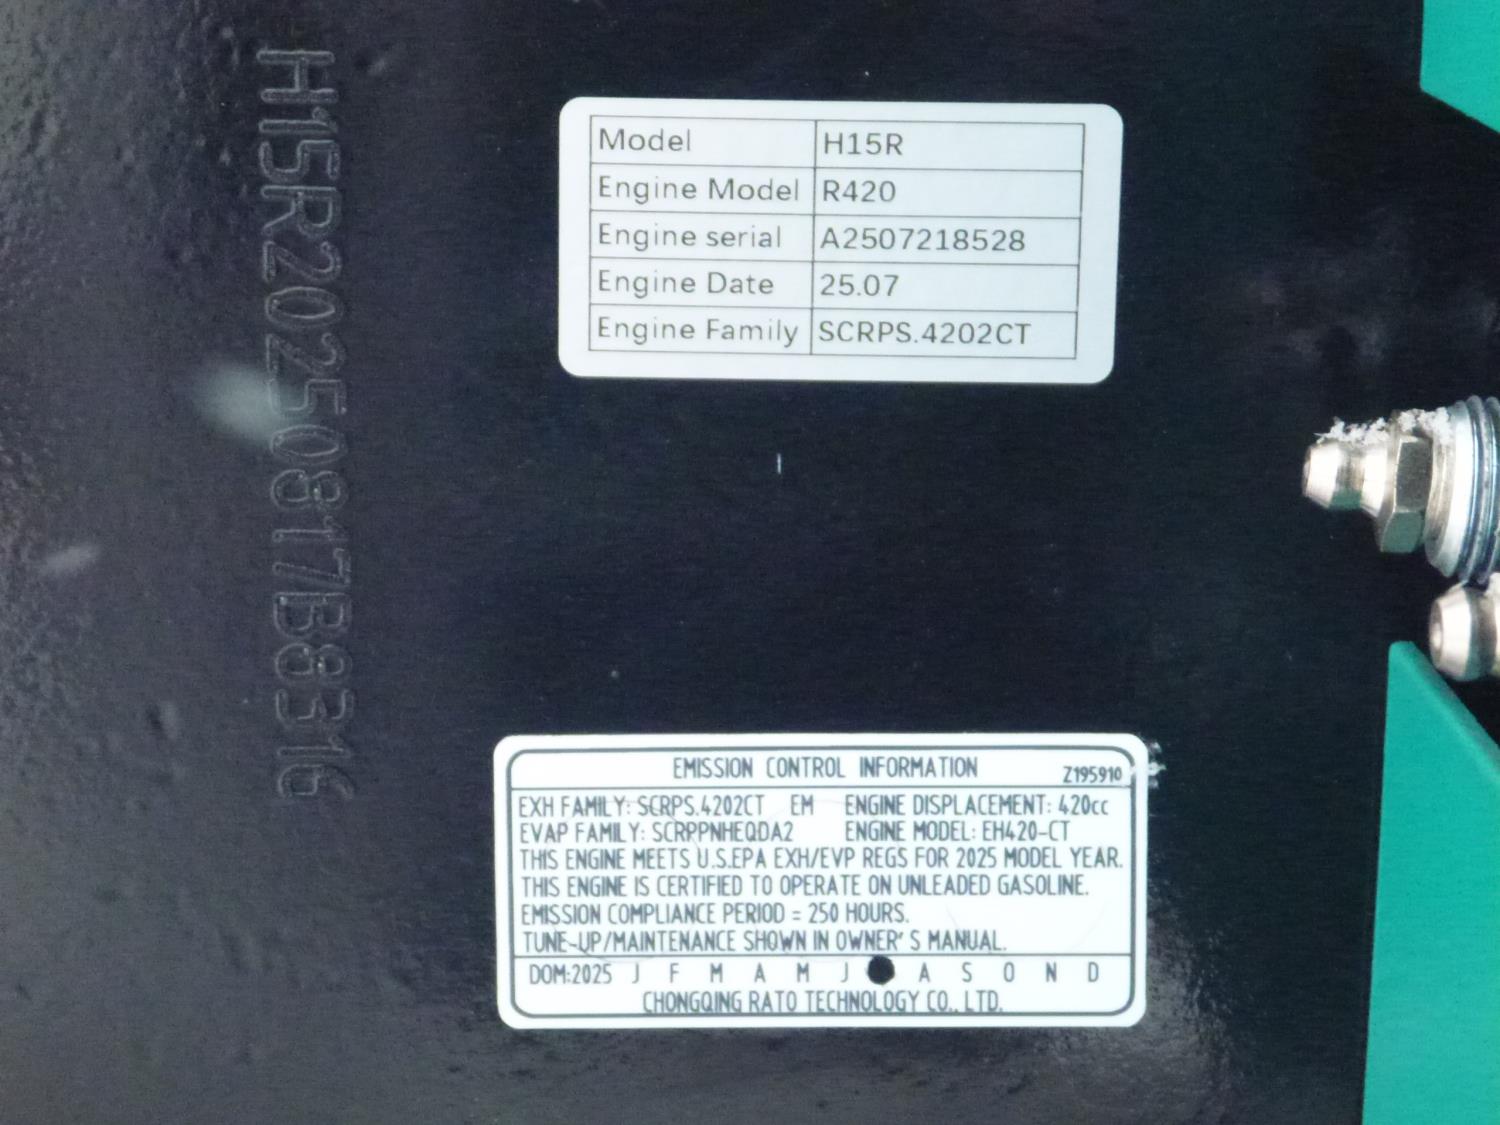 H15R20250817B8316
Model H15R
Engine Model R420
Engine serial A2507218528
Engine Date 25.07
Engine Family SCRPS.4202CT
EMISSION CONTROL INFORMATION Z195910
EXH FAMILY: SCRPS.4202CT EM ENGINE DISPLACEMENT: 420cc
EVAP FAMILY: SCRPPNHEQDA2 ENGINE MODEL: EH420-CT
THIS ENGINE MEETS U.S.EPA EXH/EVP REGS FOR 2025 MODEL YEAR.
THIS ENGINE IS CERTIFIED TO OPERATE ON UNLEADED GASOLINE.
EMISSION COMPLIANCE PERIOD = 250 HOURS.
TUNE-UP/MAINTENANCE SHOWN IN OWNER' S MANUAL.
DOM:2025 J F M A M J A S O N D
CHONGQING RATO TECHNOLOGY CO., LTD.